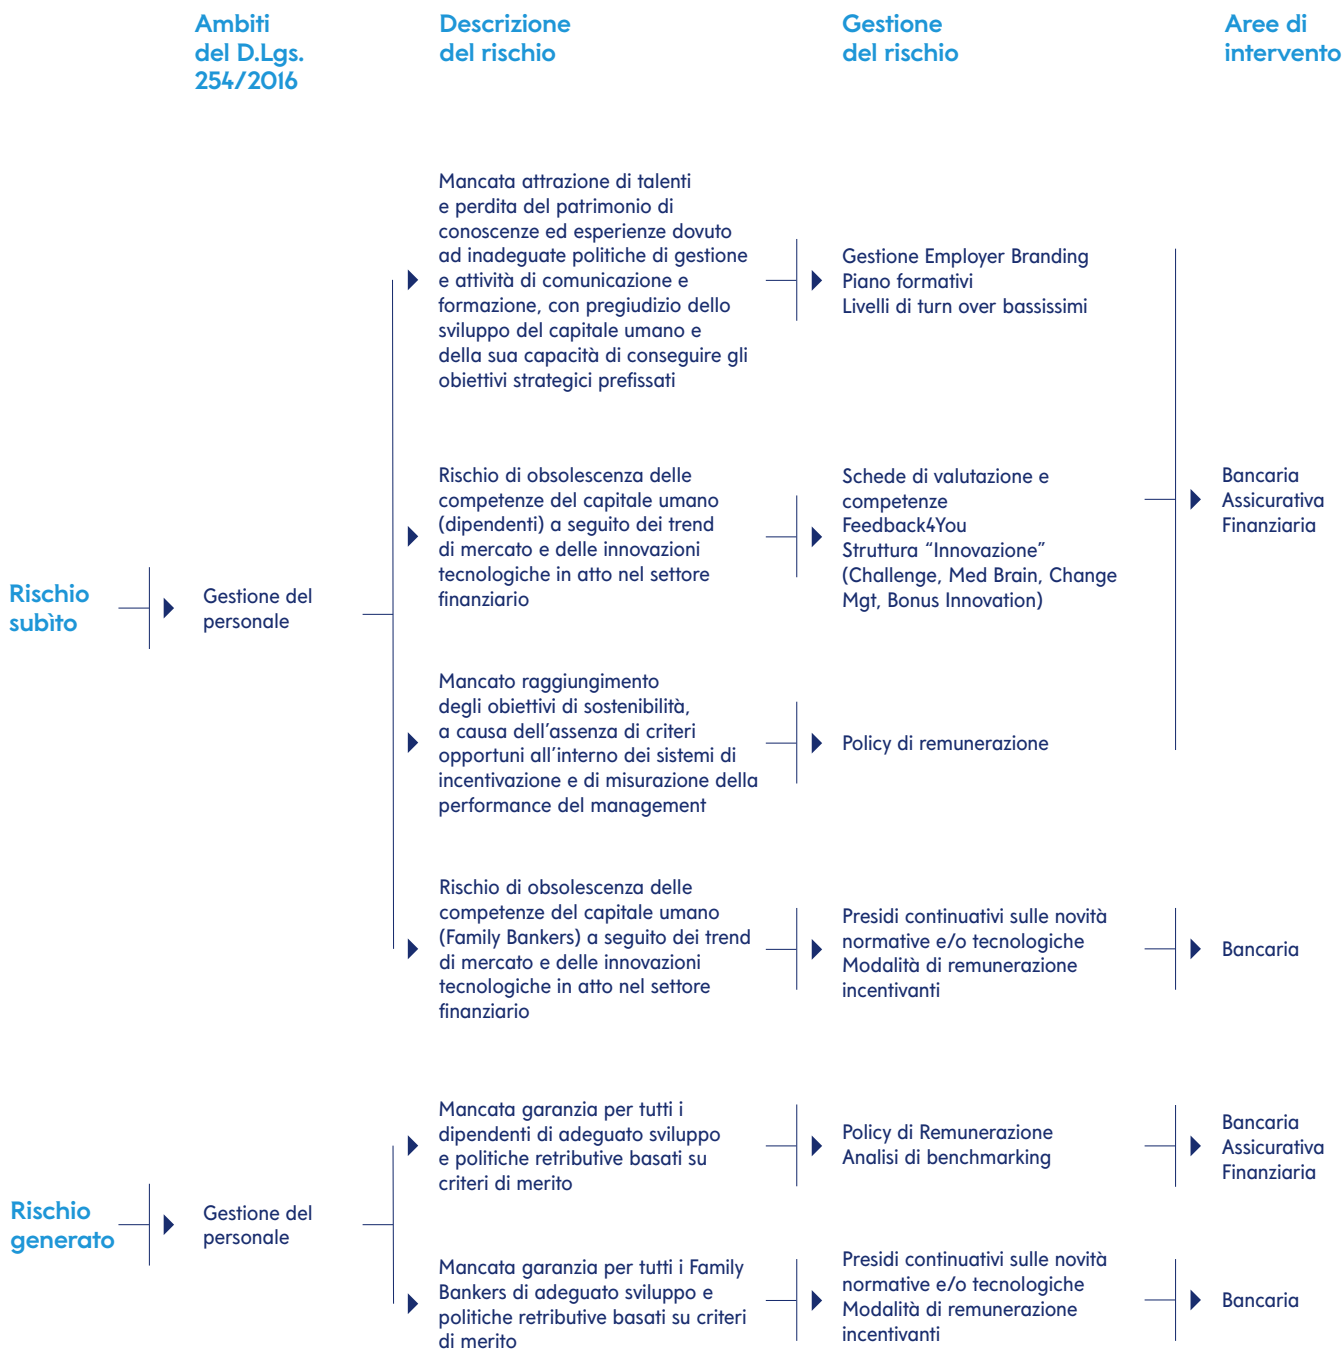 Ambiti
del D.Lgs.
254/2016
Descrizione
del rischio
Gestione
del rischio
Aree di
intervento
Rischio
subìto
Gestione del
personale
Mancata attrazione di talenti
e perdita del patrimonio di
conoscenze ed esperienze dovuto
ad inadeguate politiche di gestione
e attività di comunicazione e
formazione, con pregiudizio dello
sviluppo del capitale umano e
della sua capacità di conseguire gli
obiettivi strategici prefissati
Gestione Employer Branding
Piano formativi
Livelli di turn over bassissimi
Rischio di obsolescenza delle
competenze del capitale umano
(dipendenti) a seguito dei trend
di mercato e delle innovazioni
tecnologiche in atto nel settore
finanziario
Schede di valutazione e
competenze
Feedback4You
Struttura “Innovazione”
(Challenge, Med Brain, Change
Mgt, Bonus Innovation)
Bancaria
Assicurativa
Finanziaria
Mancato raggiungimento
degli obiettivi di sostenibilità,
a causa dell’assenza di criteri
opportuni all’interno dei sistemi di
incentivazione e di misurazione della
performance del management
Policy di remunerazione
Rischio di obsolescenza delle
competenze del capitale umano
(Family Bankers) a seguito dei trend
di mercato e delle innovazioni
tecnologiche in atto nel settore
finanziario
Presidi continuativi sulle novità
normative e/o tecnologiche
Modalità di remunerazione
incentivanti
Bancaria
Rischio
generato
Gestione del
personale
Mancata garanzia per tutti i
dipendenti di adeguato sviluppo
e politiche retributive basati su
criteri di merito
Policy di Remunerazione
Analisi di benchmarking
Bancaria
Assicurativa
Finanziaria
Mancata garanzia per tutti i Family
Bankers di adeguato sviluppo e
politiche retributive basati su criteri
di merito
Presidi continuativi sulle novità
normative e/o tecnologiche
Modalità di remunerazione
incentivanti
Bancaria